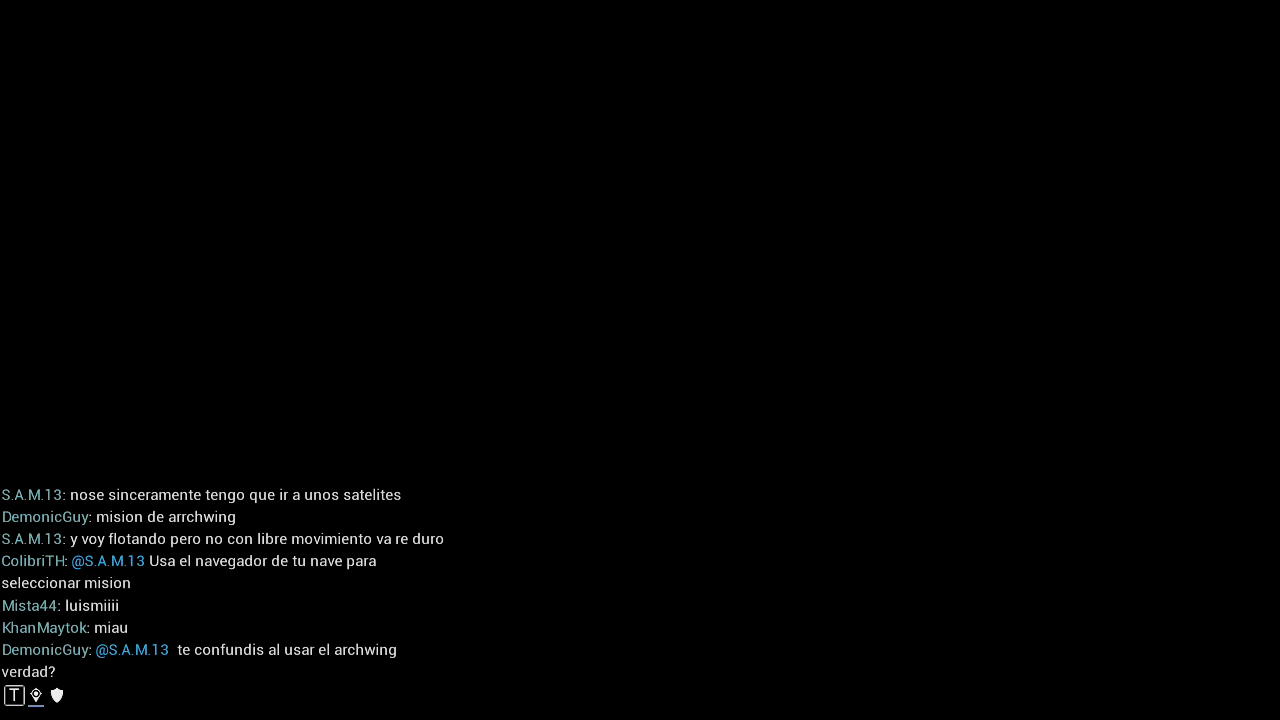 S.A.M.13: nose sinceramente tengo que ir a unos satelites
DemonicGuy: mision de arrchwing
S.A.M.13: y voy flotando pero no con libre movimiento va re duro
ColibriTH: @S.A.M.13 Usa el navegador de tu nave para
seleccionar mision
Mista44: luismiiii
KhanMaytok: miau
DemonicGuy: @S.A.M.13 te confundis al usar el archwing
verdad?
T